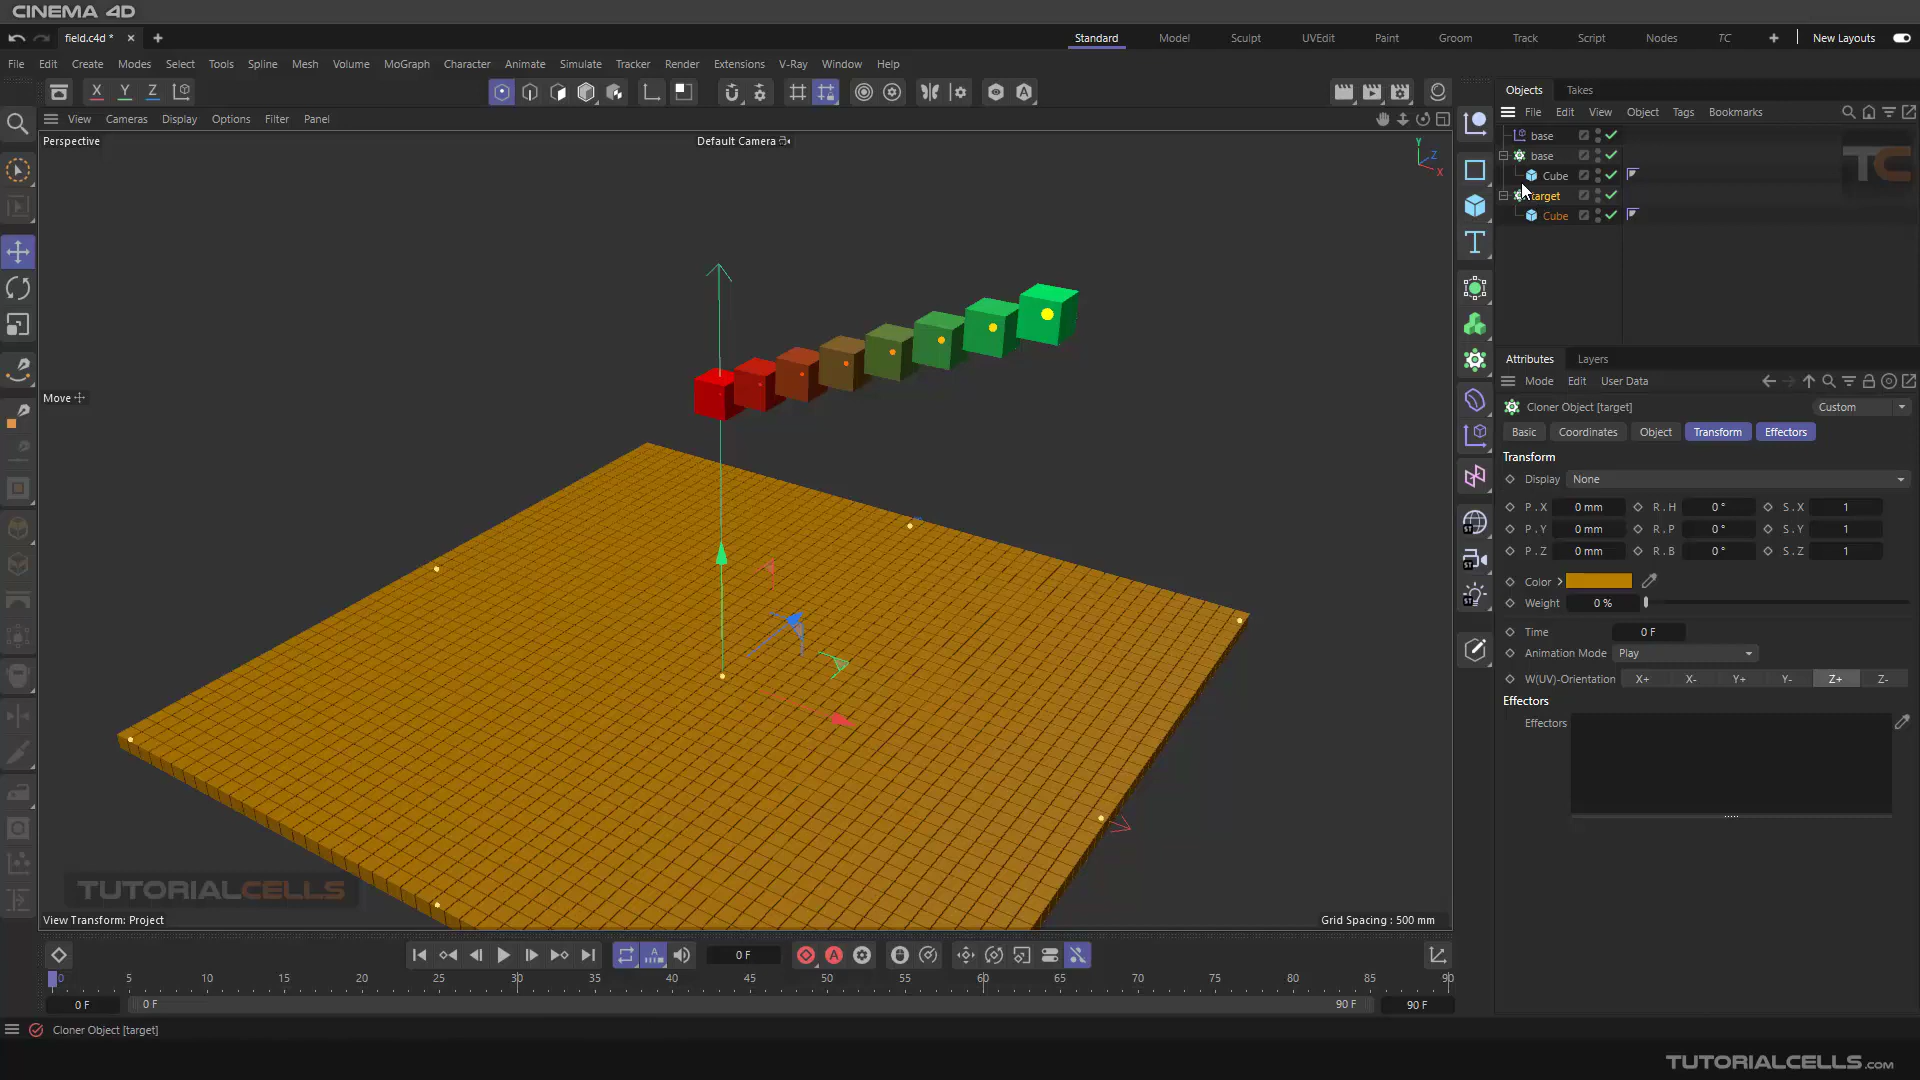 CINEMA 4D
field.c4d *
Standard Model Sculpt UVEdit Paint Groom Track Script Nodes TC New Layouts
File Edit Create Modes Select Tools Spline Mesh Volume MoGraph Character Animate Simulate Tracker Render Extensions V-Ray Window Help
X Y Z
Objects Takes
File Edit View Object Tags Bookmarks
View Cameras Display Options Filter Panel
Perspective
Default Camera
Y
Z
X
base
base
Cube
target
Cube
TC
Attributes Layers
Mode Edit User Data
Move
Cloner Object [target] Custom
Basic Coordinates Object Transform Effectors
Transform
Display None
P . X 0 mm R . H 0 ° S . X 1
P . Y 0 mm R . P 0 ° S . Y 1
P . Z 0 mm R . B 0 ° S . Z 1
Color
Weight 0 %
Time 0 F
Animation Mode Play
W(UV)-Orientation X+ X- Y+ Y- Z+ Z-
Effectors
Effectors
ST
ST
ST
TUTORIALCELLS
View Transform: Project
Grid Spacing : 500 mm
0 F
0 5 10 15 20 25 30 35 40 45 50 55 60 65 70 75 80 85 90
0 F 0 F 90 F 90 F
Cloner Object [target]
TUTORIALCELLS.com